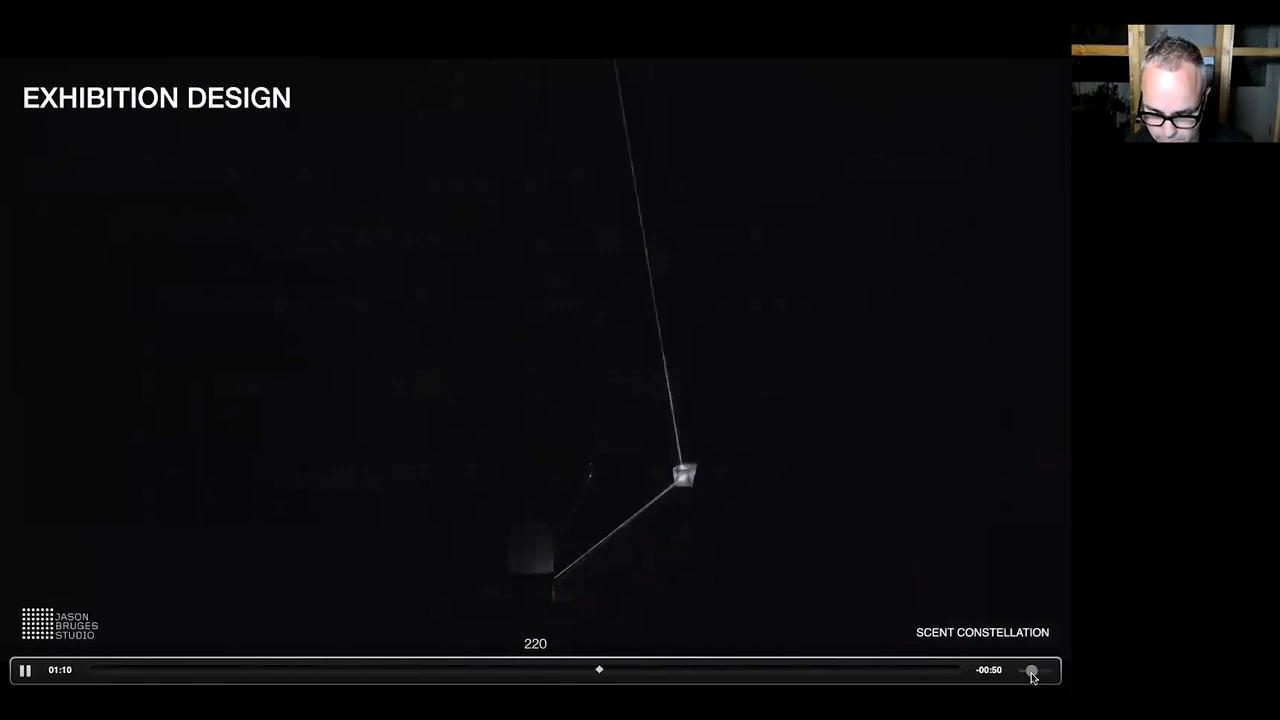 EXHIBITION DESIGN
JASON
BRUGES
STUDIO
SCENT CONSTELLATION
220
01:10
-00:50